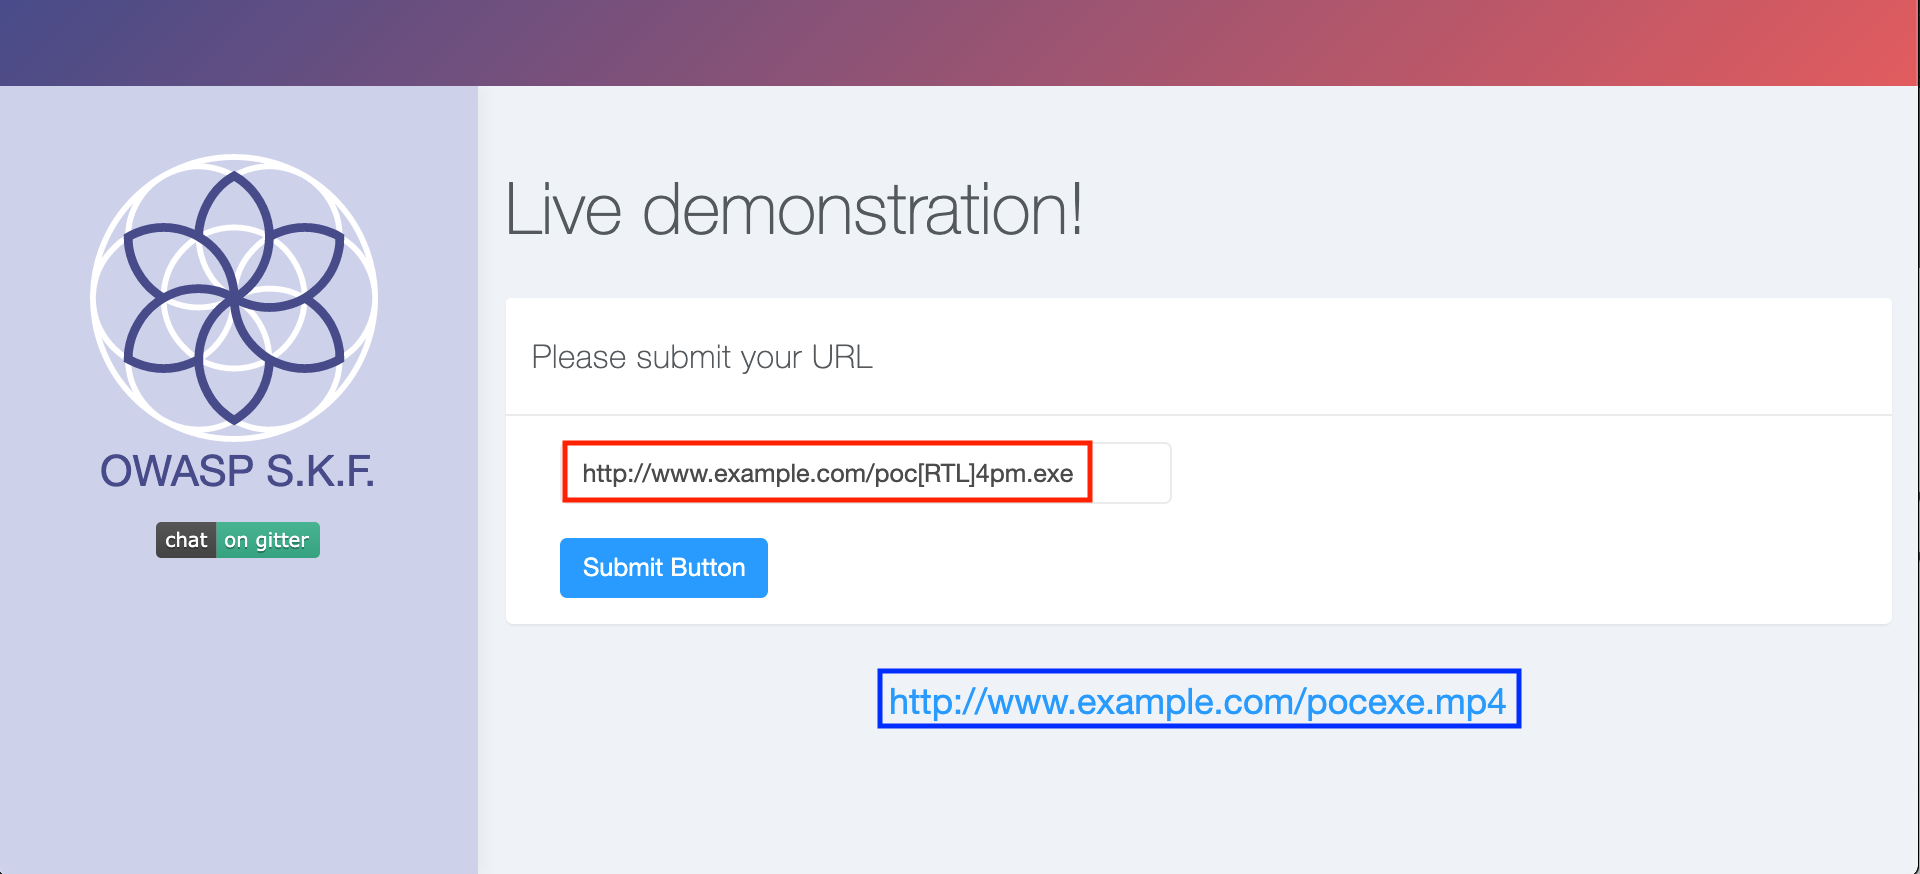 Live demonstration!
Please submit your URL
http://www.example.com/poc[RTL]4pm.exe
Submit Button
http://www.example.com/pocexe.mp4
OWASP S.K.F.
chat on gitter